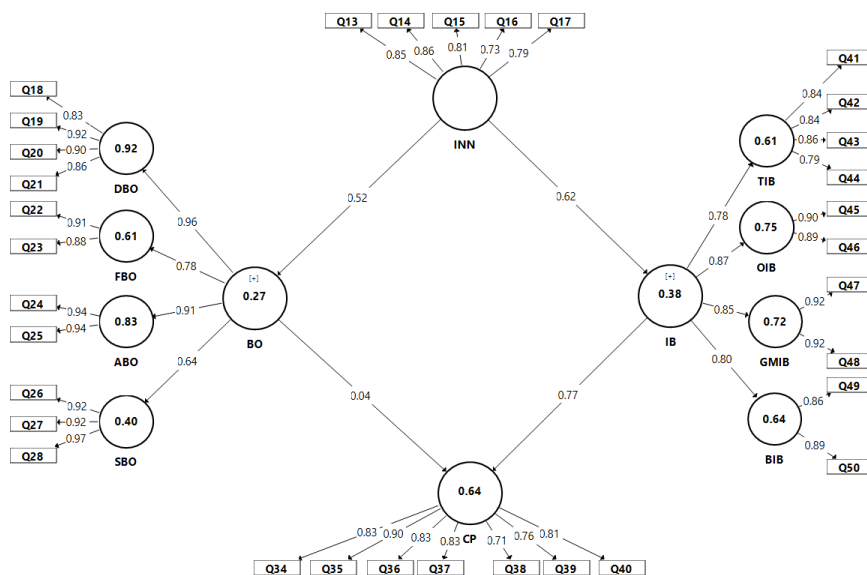 Q13 Q14 Q15 Q16 Q17
0.85 0.86 0.81 0.73 0.79
INN
0.52 0.62
Q18
Q19
Q20
Q21
0.83
0.92
0.90
0.86
0.92
DBO
0.96
Q22
Q23
0.91
0.88
0.61
FBO
0.78
Q24
Q25
0.94
0.94
0.83
ABO
0.91
Q26
Q27
Q28
0.92
0.92
0.97
0.40
SBO
0.64
[+]
0.27
BO
0.04
[+]
0.38
IB
0.77
0.78
0.61
TIB
0.84
0.84
0.86
0.79
Q41
Q42
Q43
Q44
0.87
0.75
OIB
0.90
0.89
Q45
Q46
0.85
0.72
GMIB
0.92
0.92
Q47
Q48
0.80
0.64
BIB
0.86
0.89
Q49
Q50
0.64
CP
0.83 0.90 0.83 0.83 0.71 0.76 0.81
Q34 Q35 Q36 Q37 Q38 Q39 Q40